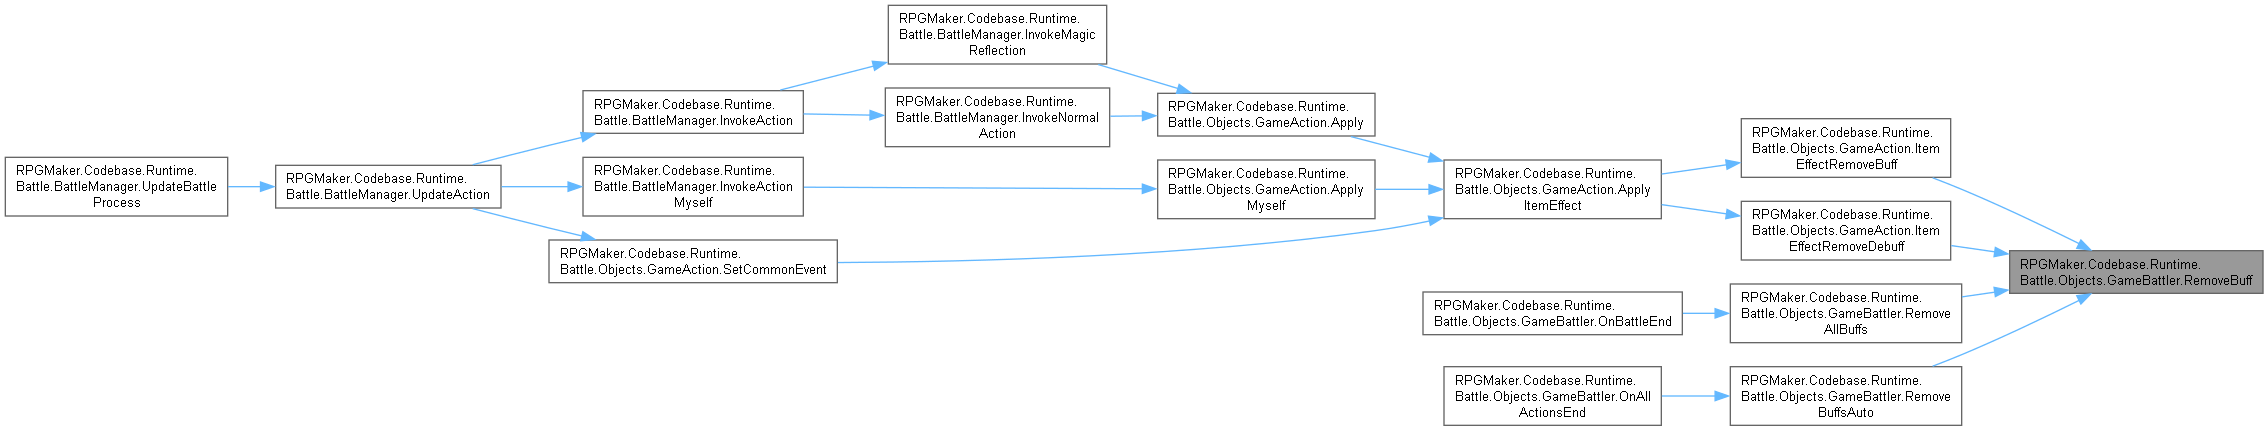 RPGMaker.Codebase.Runtime.
Battle.BattleManager.UpdateBattle
Process
RPGMaker.Codebase.Runtime.
Battle.BattleManager.UpdateAction
RPGMaker.Codebase.Runtime.
Battle.BattleManager.InvokeAction
RPGMaker.Codebase.Runtime.
Battle.BattleManager.InvokeAction
Myself
RPGMaker.Codebase.Runtime.
Battle.Objects.GameAction.SetCommonEvent
RPGMaker.Codebase.Runtime.
Battle.BattleManager.InvokeMagic
Reflection
RPGMaker.Codebase.Runtime.
Battle.BattleManager.InvokeNormal
Action
RPGMaker.Codebase.Runtime.
Battle.Objects.GameAction.Apply
RPGMaker.Codebase.Runtime.
Battle.Objects.GameAction.Apply
Myself
RPGMaker.Codebase.Runtime.
Battle.Objects.GameAction.Apply
ItemEffect
RPGMaker.Codebase.Runtime.
Battle.Objects.GameBattler.OnBattleEnd
RPGMaker.Codebase.Runtime.
Battle.Objects.GameBattler.OnAll
ActionsEnd
RPGMaker.Codebase.Runtime.
Battle.Objects.GameAction.Item
EffectRemoveBuff
RPGMaker.Codebase.Runtime.
Battle.Objects.GameAction.Item
EffectRemoveDebuff
RPGMaker.Codebase.Runtime.
Battle.Objects.GameBattler.Remove
AllBuffs
RPGMaker.Codebase.Runtime.
Battle.Objects.GameBattler.Remove
BuffsAuto
RPGMaker.Codebase.Runtime.
Battle.Objects.GameBattler.RemoveBuff